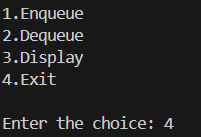 1.Enqueue
2.Dequeue
3.Display
4.Exit
Enter the choice: 4